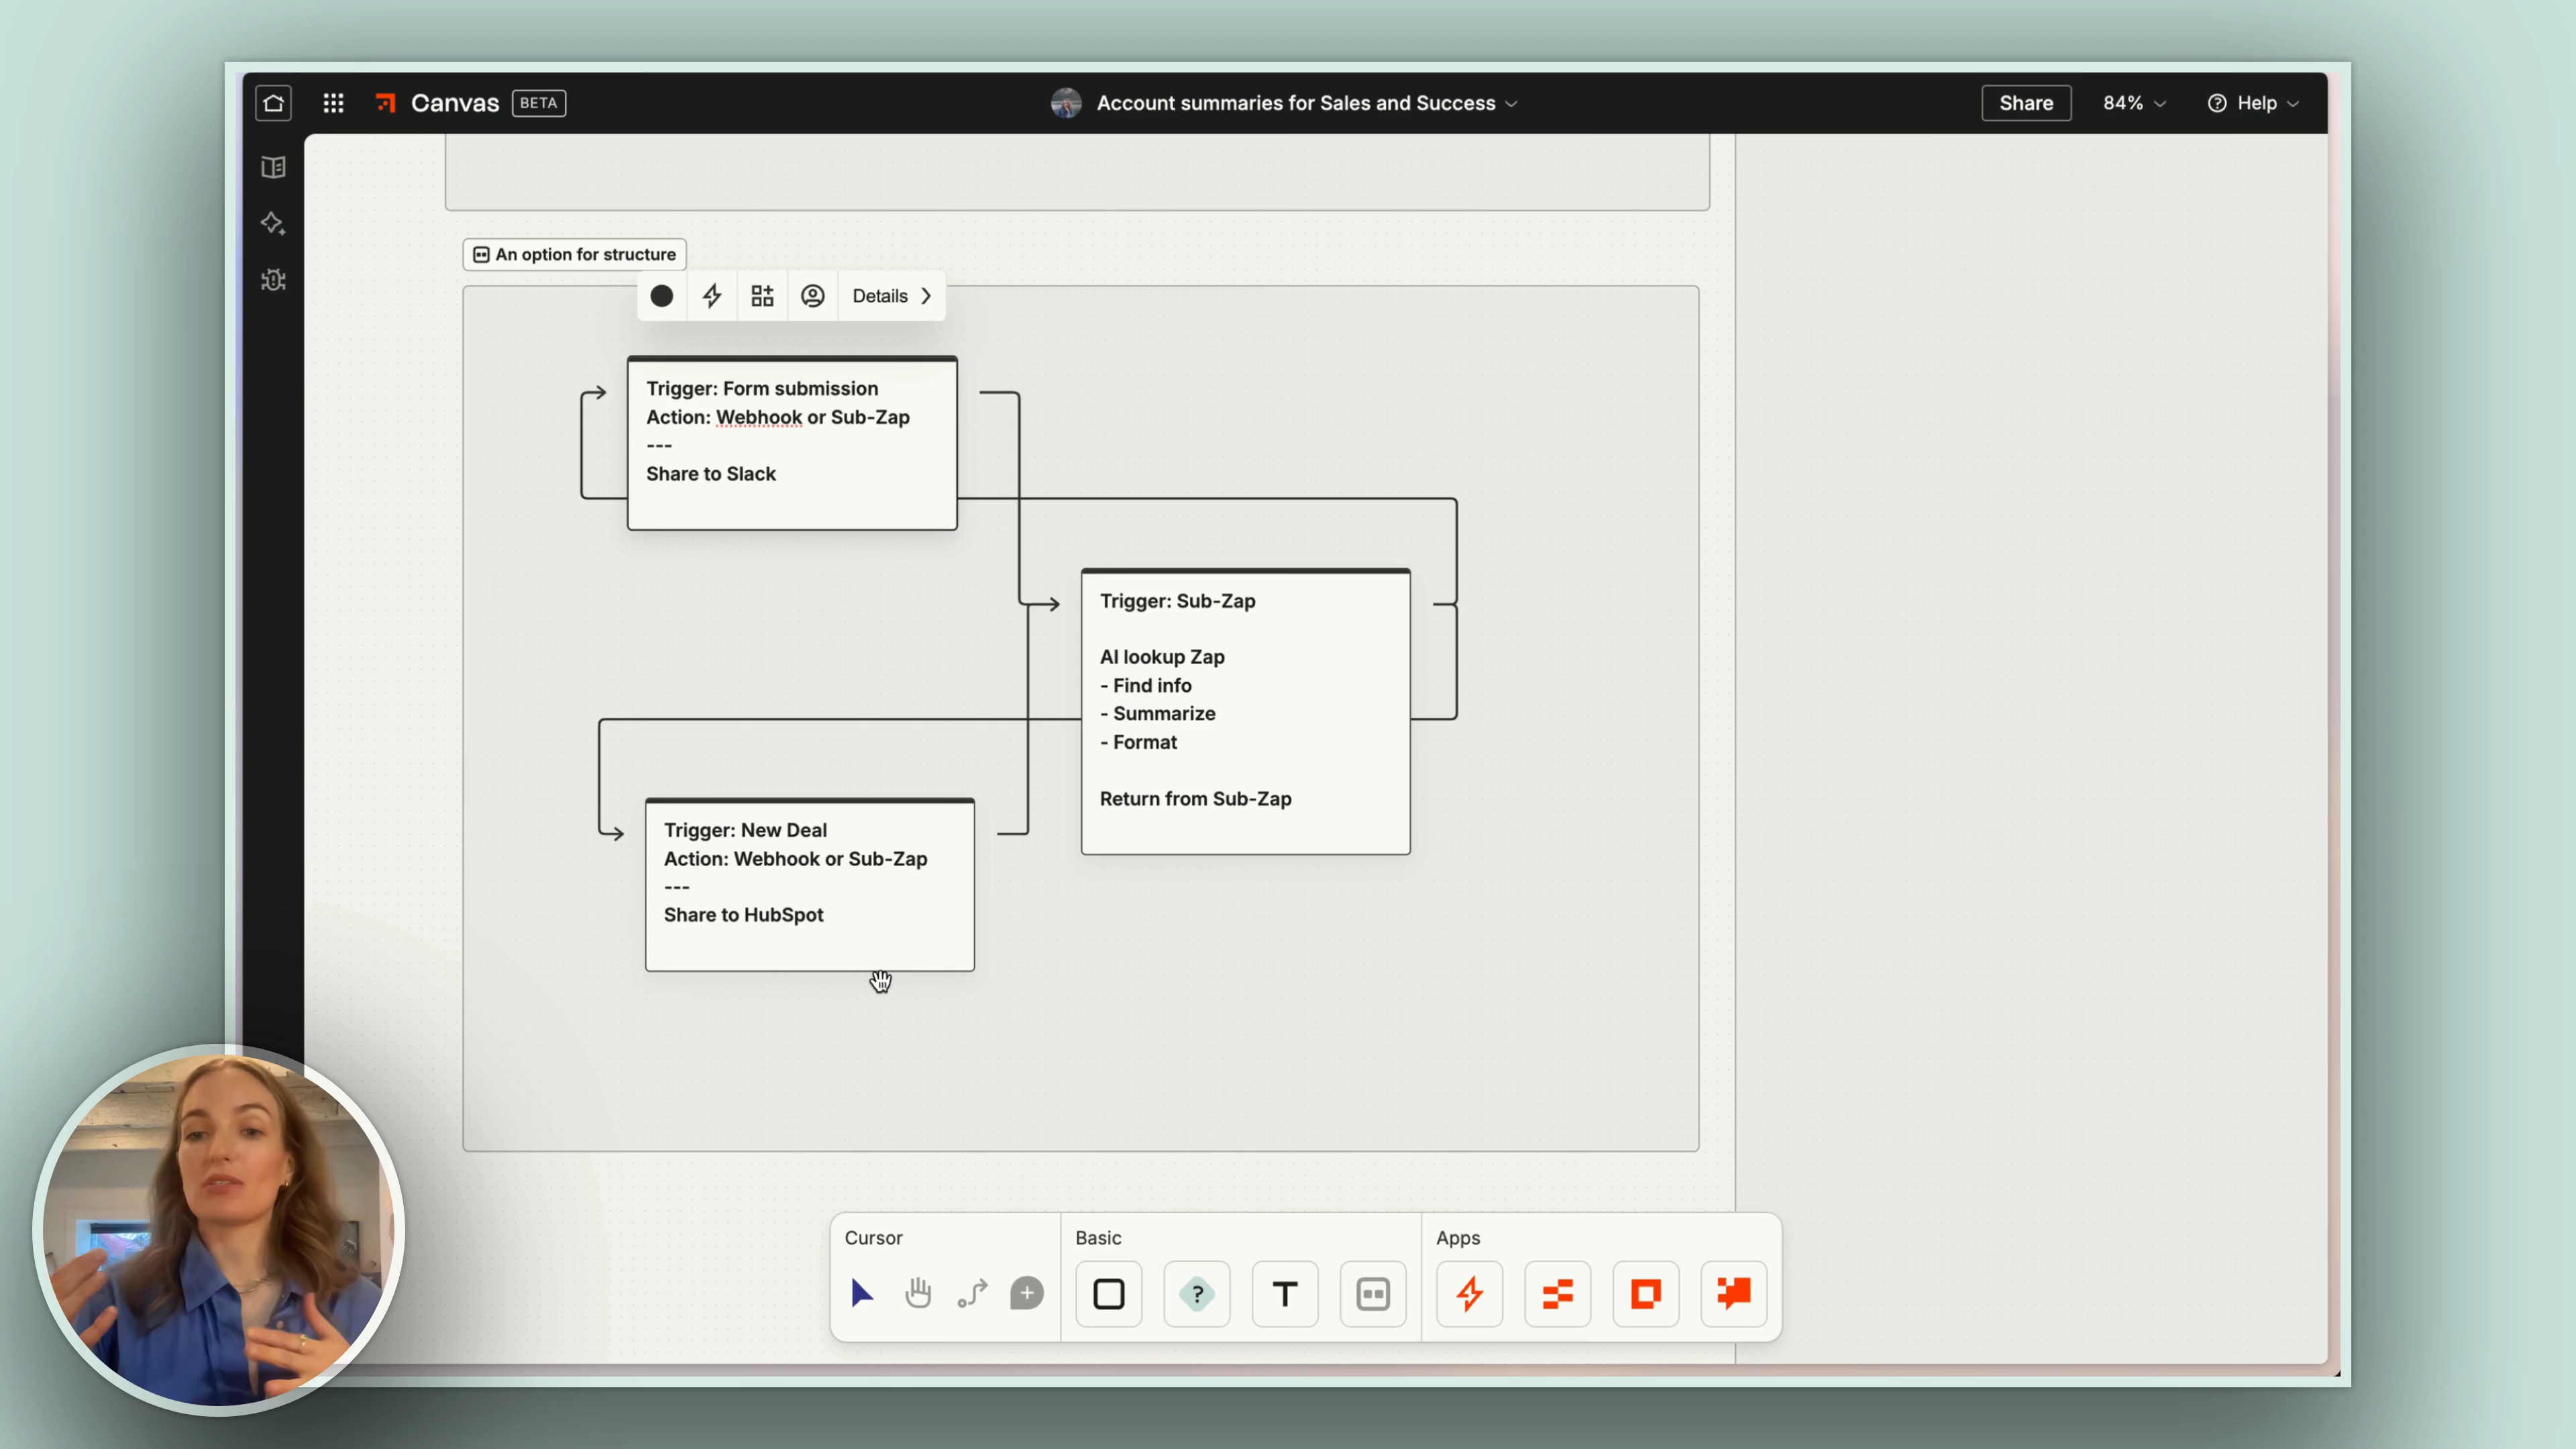 Canvas
BETA
Account summaries for Sales and Success
Share
84%
Help
An option for structure
Details
Trigger: Form submission
Action: Webhook or Sub-Zap
---
Share to Slack
Trigger: Sub-Zap
AI lookup Zap
- Find info
- Summarize
- Format
Return from Sub-Zap
Trigger: New Deal
Action: Webhook or Sub-Zap
---
Share to HubSpot
Cursor
Basic
Apps